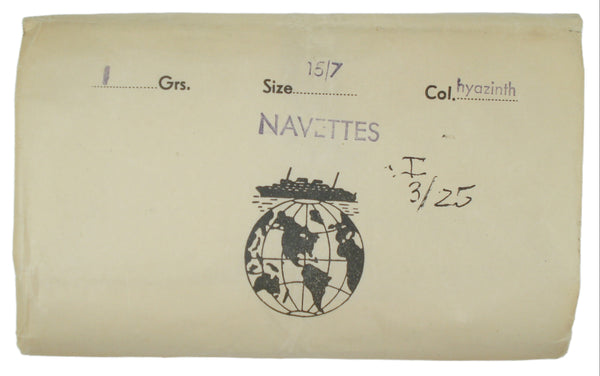 1 Grs. Size 15/7 Col. hyazinth
NAVETTES
I
3/25